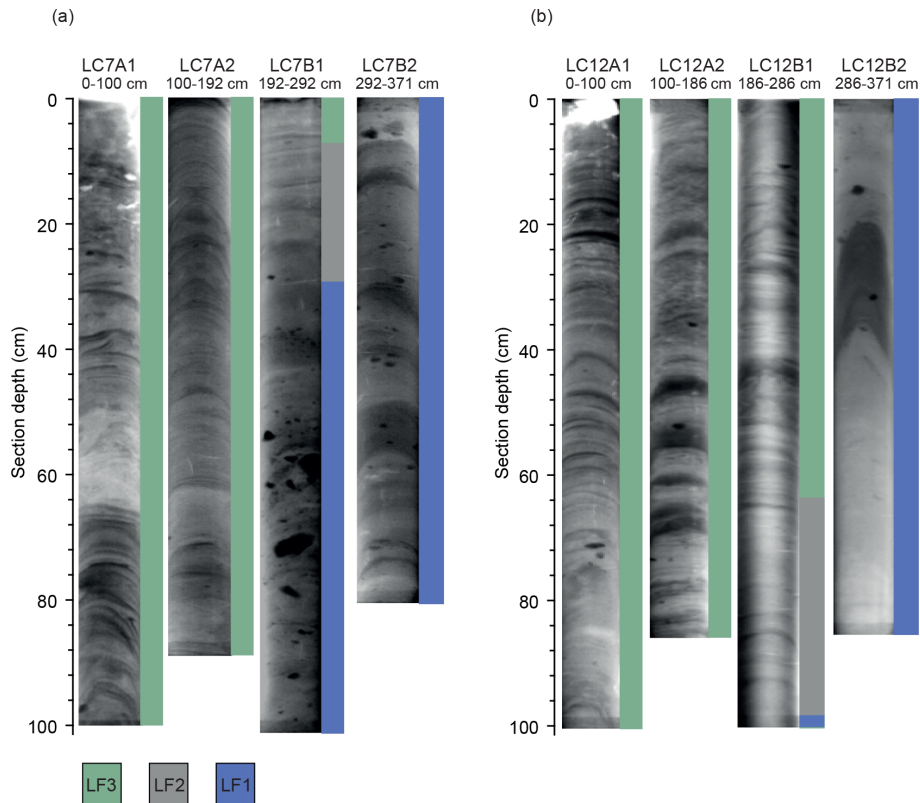 (a)
(b)
LC7A1 LC7A2 LC7B1 LC7B2
0-100 cm 100-192 cm 192-292 cm 292-371 cm
LC12A1 LC12A2 LC12B1 LC12B2
0-100 cm 100-186 cm 186-286 cm 286-371 cm
Section depth (cm)
0
20
40
60
80
100
Section depth (cm)
0
20
40
60
80
100
LF3 LF2 LF1